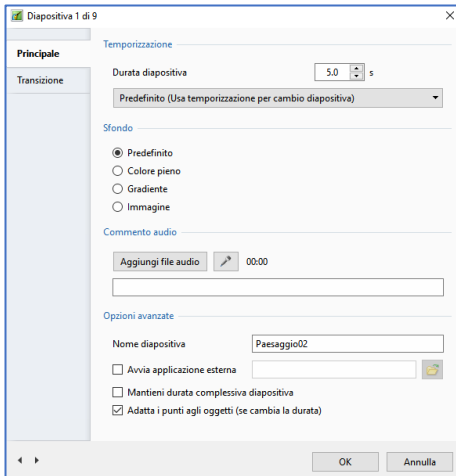 Diapositiva 1 di 9
Principale
Transizione
Temporizzazione
Durata diapositiva 5.0 s
Predefinito (Usa temporizzazione per cambio diapositiva)
Sfondo
Predefinito
Colore pieno
Gradiente
Immagine
Commento audio
Aggiungi file audio 00:00
Opzioni avanzate
Nome diapositiva Paesaggio02
Avvia applicazione esterna
Mantieni durata complessiva diapositiva
Adatta i punti agli oggetti (se cambia la durata)
OK Annulla